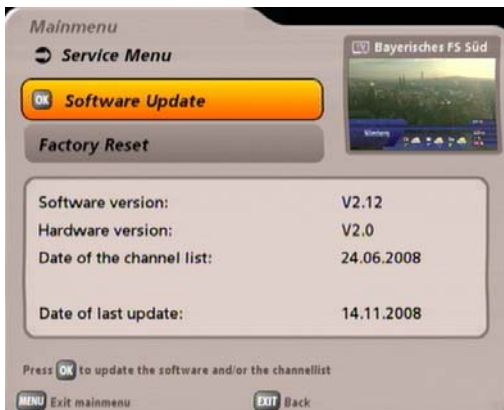 Mainmenu
Service Menu
TV Bayerisches FS Süd
OK Software Update
Factory Reset
Nürnberg
Software version: V2.12
Hardware version: V2.0
Date of the channel list: 24.06.2008
Date of last update: 14.11.2008
Press OK to update the software and/or the channellist
MENU Exit mainmenu EXIT Back